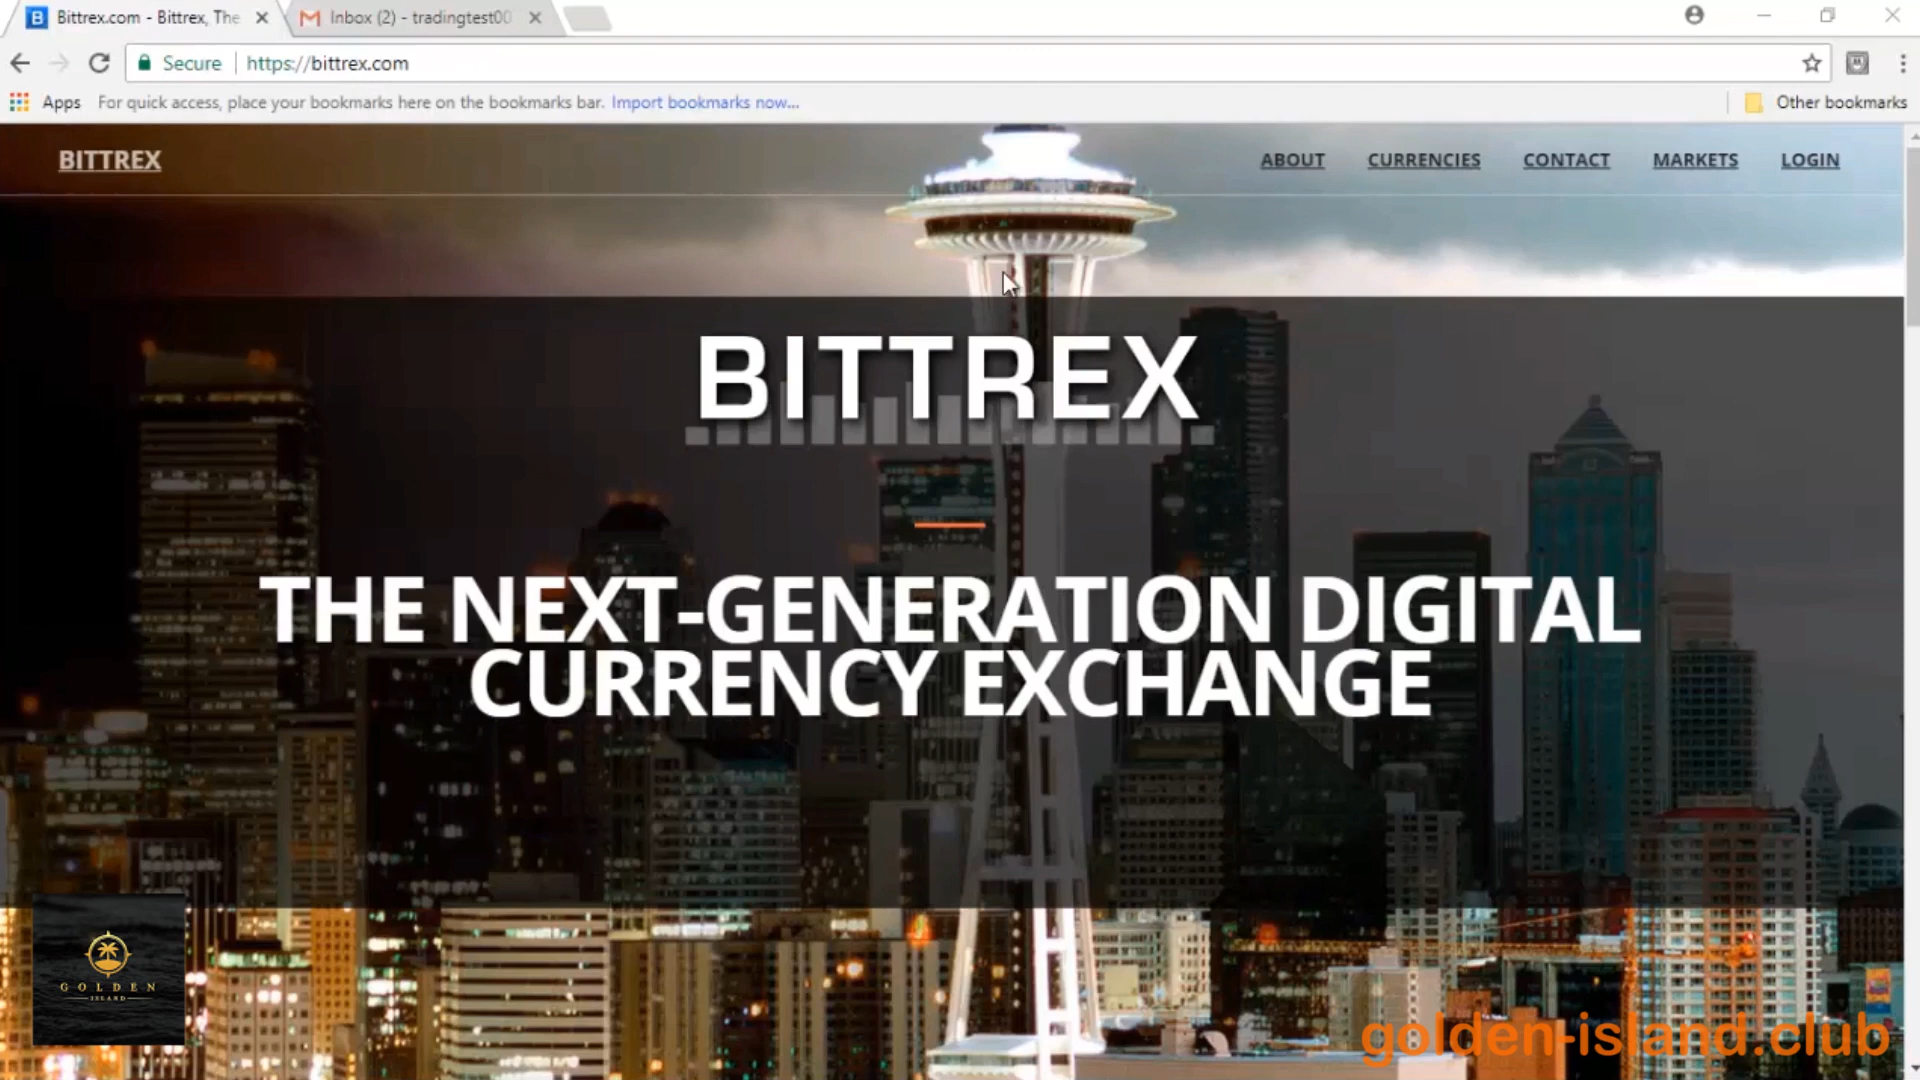 Bittrex.com - Bittrex, The
Inbox (2) - tradingtest00
Secure
https://bittrex.com
Apps
For quick access, place your bookmarks here on the bookmarks bar. Import bookmarks now...
Other bookmarks
BITTREX
ABOUT
CURRENCIES
CONTACT
MARKETS
LOGIN
BITTREX
THE NEXT-GENERATION DIGITAL
CURRENCY EXCHANGE
GOLDEN
ISLAND
golden-island.club